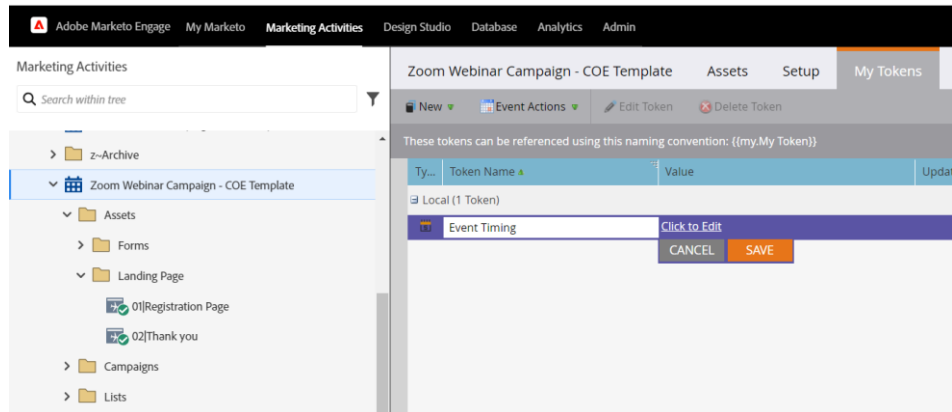 Adobe Marketo Engage My Marketo Marketing Activities Design Studio Database Analytics Admin
Marketing Activities
Search within tree
z~Archive
Zoom Webinar Campaign - COE Template
Assets
Forms
Landing Page
01|Registration Page
02|Thank you
Campaigns
Lists
Zoom Webinar Campaign - COE Template Assets Setup My Tokens
New Event Actions Edit Token Delete Token
These tokens can be referenced using this naming convention: {{my.My Token}}
Ty... Token Name Value Updat
Local (1 Token)
Event Timing Click to Edit
CANCEL SAVE